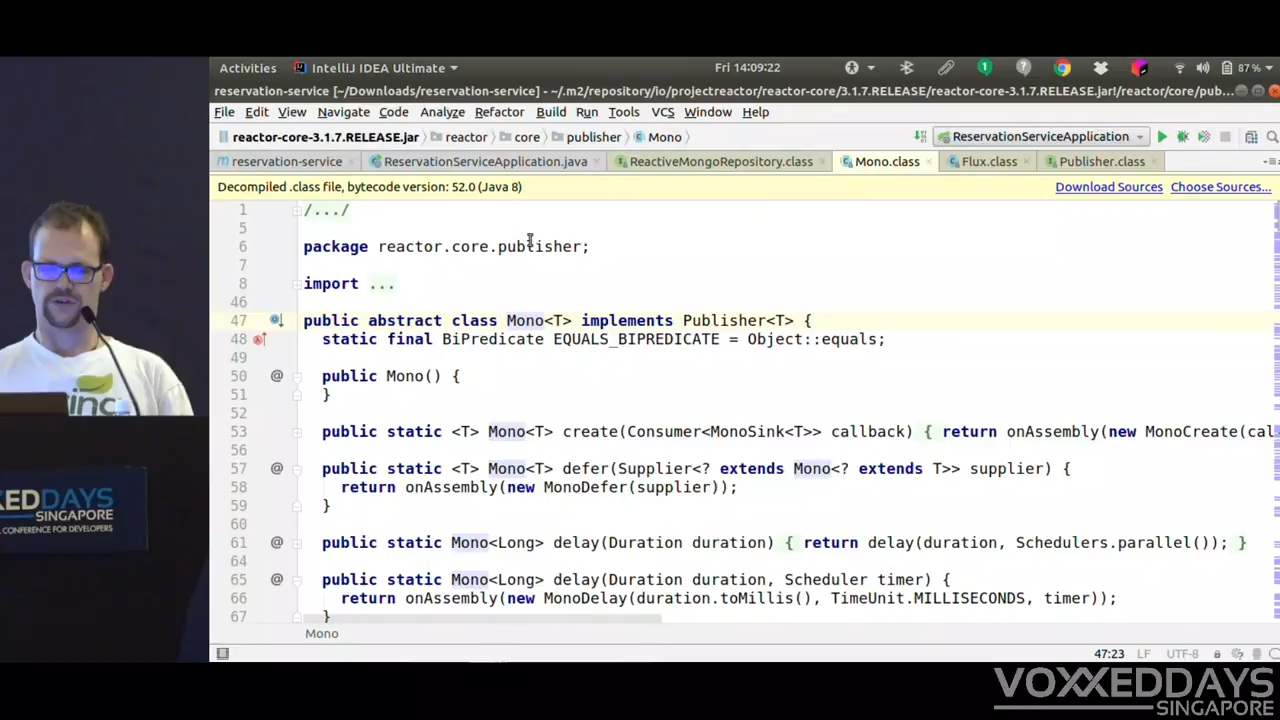 Activities IntelliJ IDEA Ultimate Fri 14:09:22 87%
reservation-service [~/Downloads/reservation-service] - ~/.m2/repository/io/projectreactor/reactor-core/3.1.7.RELEASE/reactor-core-3.1.7.RELEASE.jar!/reactor/core/pub...
File Edit View Navigate Code Analyze Refactor Build Run Tools VCS Window Help
reactor-core-3.1.7.RELEASE.jar reactor core publisher Mono ReservationServiceApplication
reservation-service ReservationServiceApplication.java ReactiveMongoRepository.class Mono.class Flux.class Publisher.class
Decompiled .class file, bytecode version: 52.0 (Java 8) Download Sources Choose Sources...
1 /.../
5
6 package reactor.core.publisher;
7
8 import ...
46
47 public abstract class Mono<T> implements Publisher<T> {
48 static final BiPredicate EQUALS_BIPREDICATE = Object::equals;
49
50 @ public Mono() {
51 }
52
53 public static <T> Mono<T> create(Consumer<MonoSink<T>> callback) { return onAssembly(new MonoCreate(cal
56
57 @ public static <T> Mono<T> defer(Supplier<? extends Mono<? extends T>> supplier) {
58 return onAssembly(new MonoDefer(supplier));
59 }
60
61 @ public static Mono<Long> delay(Duration duration) { return delay(duration, Schedulers.parallel()); }
64
65 @ public static Mono<Long> delay(Duration duration, Scheduler timer) {
66 return onAssembly(new MonoDelay(duration.toMillis(), TimeUnit.MILLISECONDS, timer));
67 }
Mono
47:23 LF UTF-8
XEDDAYS
SINGAPORE
CONFERENCE FOR DEVELOPERS
VOXXEDDAYS
SINGAPORE